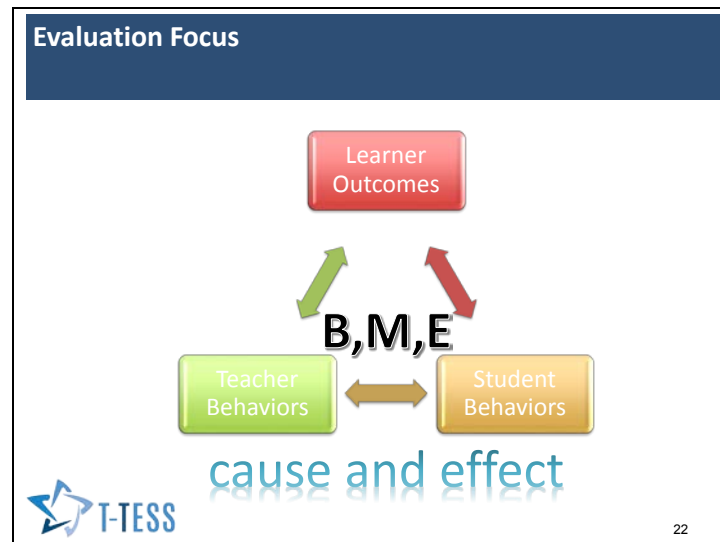 Evaluation Focus
Learner
Outcomes
B,M,E
Teacher
Behaviors
Student
Behaviors
cause and effect
T-TESS
22